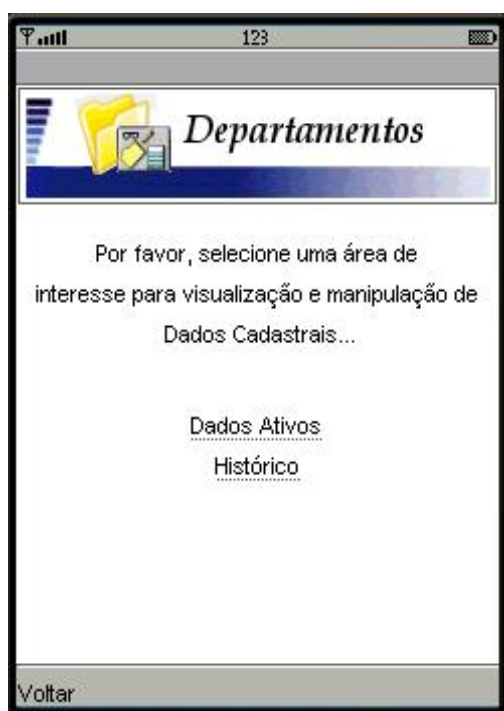 123
Departamentos
Por favor, selecione uma área de
interesse para visualização e manipulação de
Dados Cadastrais...
Dados Ativos
Histórico
Voltar